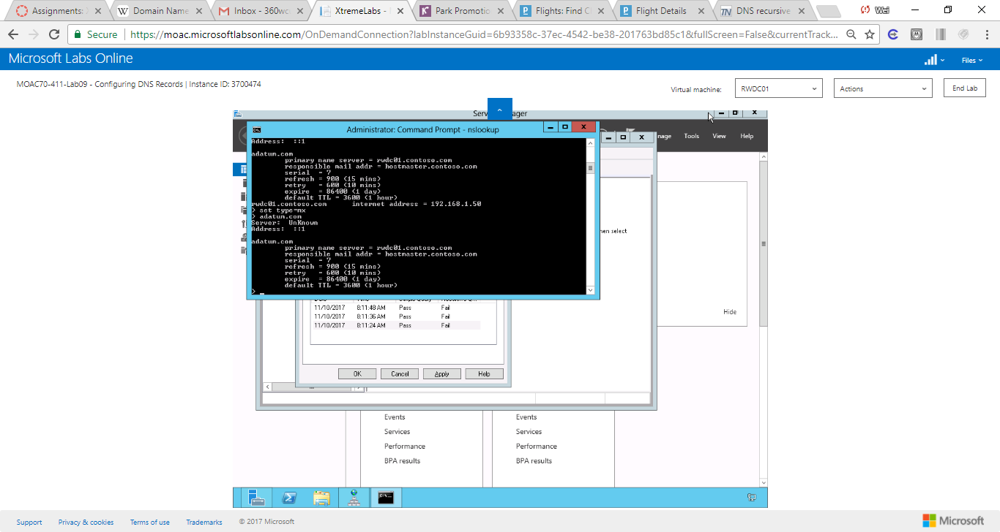 Assignments:
Domain Name
Inbox - 360wc
XtremeLabs -
Park Promotio
Flights: Find C
Flight Details
DNS recursive
Wei
Secure
https://moac.microsoftlabsonline.com/OnDemandConnection?labInstanceGuid=6b93358c-37ec-4542-be38-201763bd85c1&fullScreen=False&currentTrack...
Microsoft Labs Online
Files
MOAC70-411-Lab09 - Configuring DNS Records | Instance ID: 3700474
Virtual machine:
RWDC01
Actions
End Lab
Serv ager
Administrator: Command Prompt - nslookup
nage Tools View Help
Address: ::1
adatum.com
primary name server = rwdc01.contoso.com
responsible mail addr = hostmaster.contoso.com
serial = 7
refresh = 900 (15 mins)
retry = 600 (10 mins)
expire = 86400 (1 day)
default TTL = 3600 (1 hour)
rwdc01.contoso.com internet address = 192.168.1.50
> set type=mx
> adatum.com
Server: UnKnown
Address: ::1
adatum.com
primary name server = rwdc01.contoso.com
responsible mail addr = hostmaster.contoso.com
serial = 7
refresh = 900 (15 mins)
retry = 600 (10 mins)
expire = 86400 (1 day)
default TTL = 3600 (1 hour)
>
hen select
11/10/2017 8:11:48 AM Pass Fail
11/10/2017 8:11:36 AM Pass Fail
11/10/2017 8:11:24 AM Pass Fail
Hide
OK Cancel Apply Help
Events Events
Services Services
Performance Performance
BPA results BPA results
Support Privacy & cookies Terms of use Trademarks © 2017 Microsoft
Microsoft